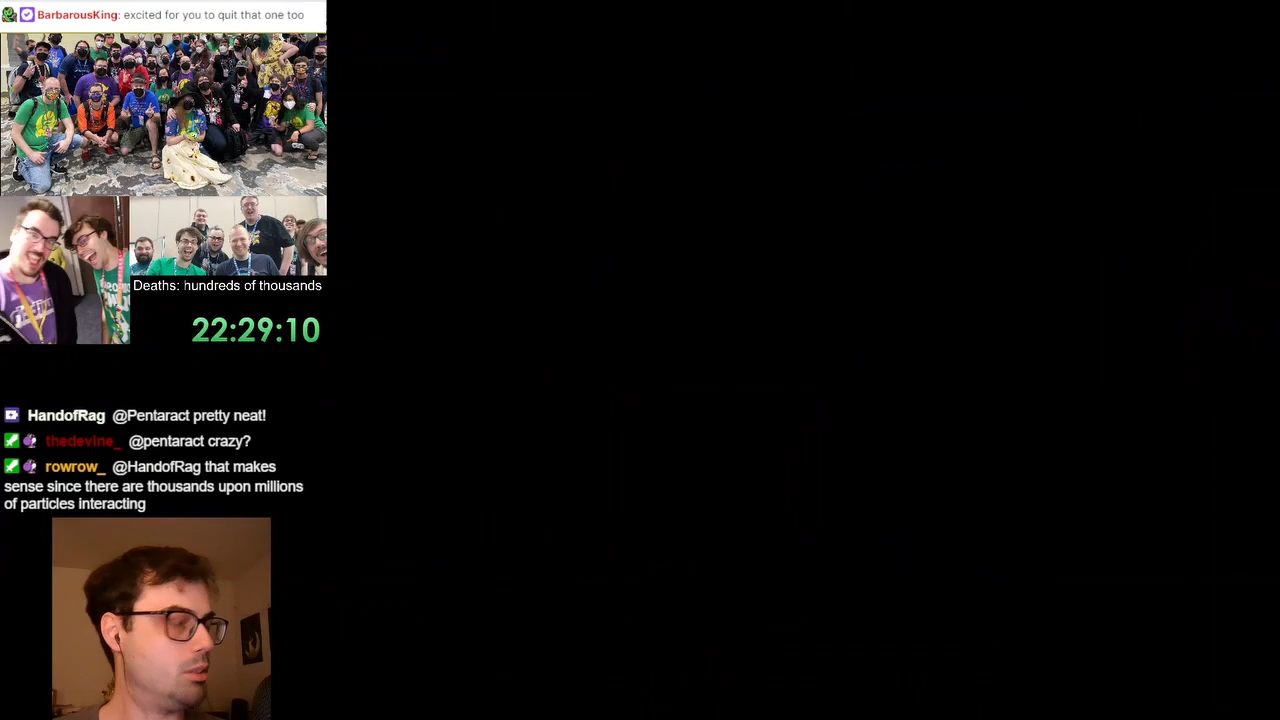 BarbarousKing: excited for you to quit that one too
Deaths: hundreds of thousands
22:29:10
HandofRag @Pentaract pretty neat!
thedevine_ @pentaract crazy?
rowrow_ @HandofRag that makes
sense since there are thousands upon millions
of particles interacting